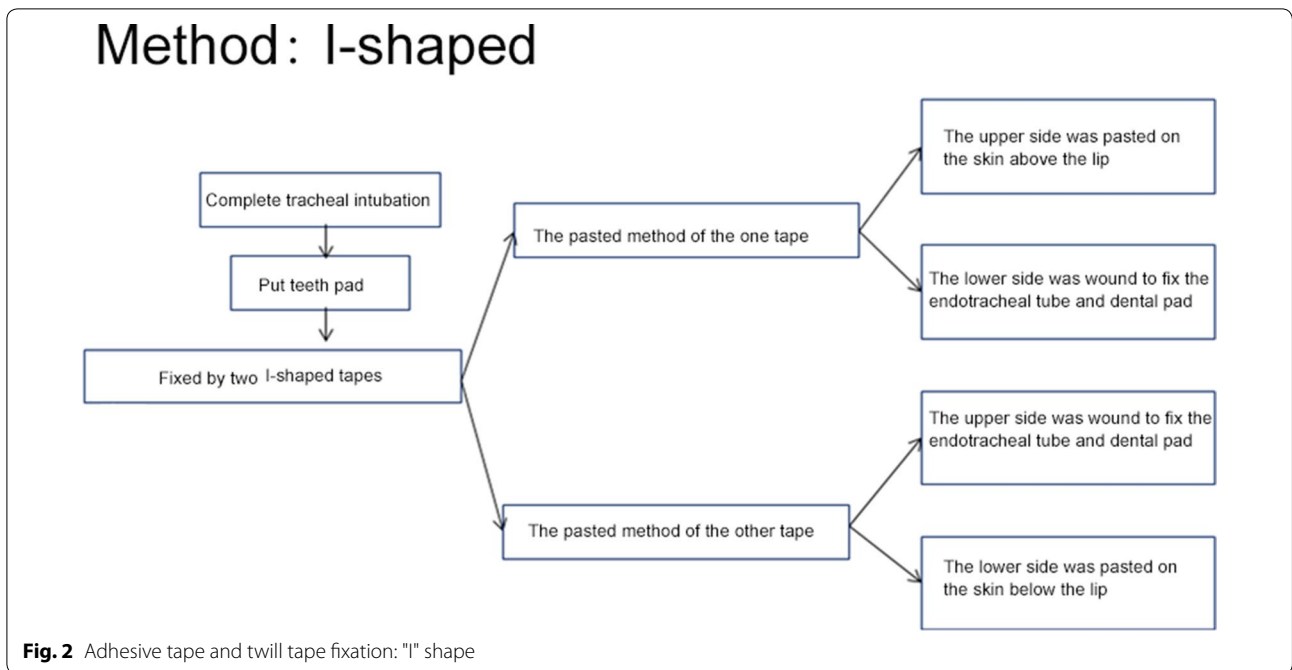 Method: I-shaped
Complete tracheal intubation
Put teeth pad
Fixed by two I-shaped tapes
The pasted method of the one tape
The upper side was pasted on
the skin above the lip
The lower side was wound to fix the
endotracheal tube and dental pad
The pasted method of the other tape
The upper side was wound to fix the
endotracheal tube and dental pad
The lower side was pasted on
the skin below the lip
Fig. 2 Adhesive tape and twill tape fixation: "I" shape